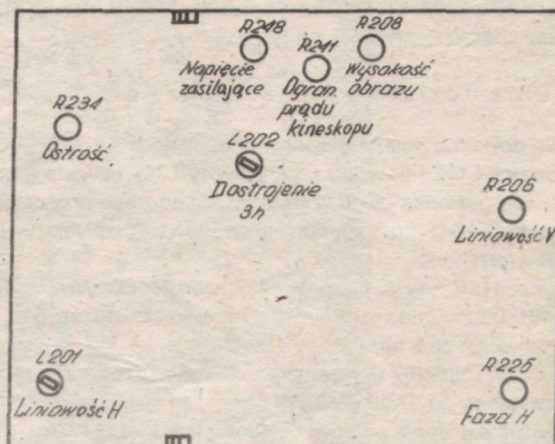 R248
Napięcie
zasilające
R241
Ogran.
prądu
kineskopu
R208
Wysokość
obrazu
R234
Ostrość
L202
Dostrojenie
3h
R206
Liniowość V
L201
Liniowość H
R225
Faza H